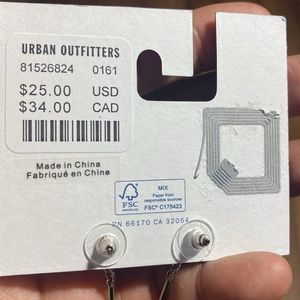 URBAN OUTFITTERS
81526824 0161
$25.00 USD
$34.00 CAD
Made in China
Fabriqué en Chine
FSC
MIX
Paper from
responsible sources
FSC® C175423
RN 66170 CA 32054